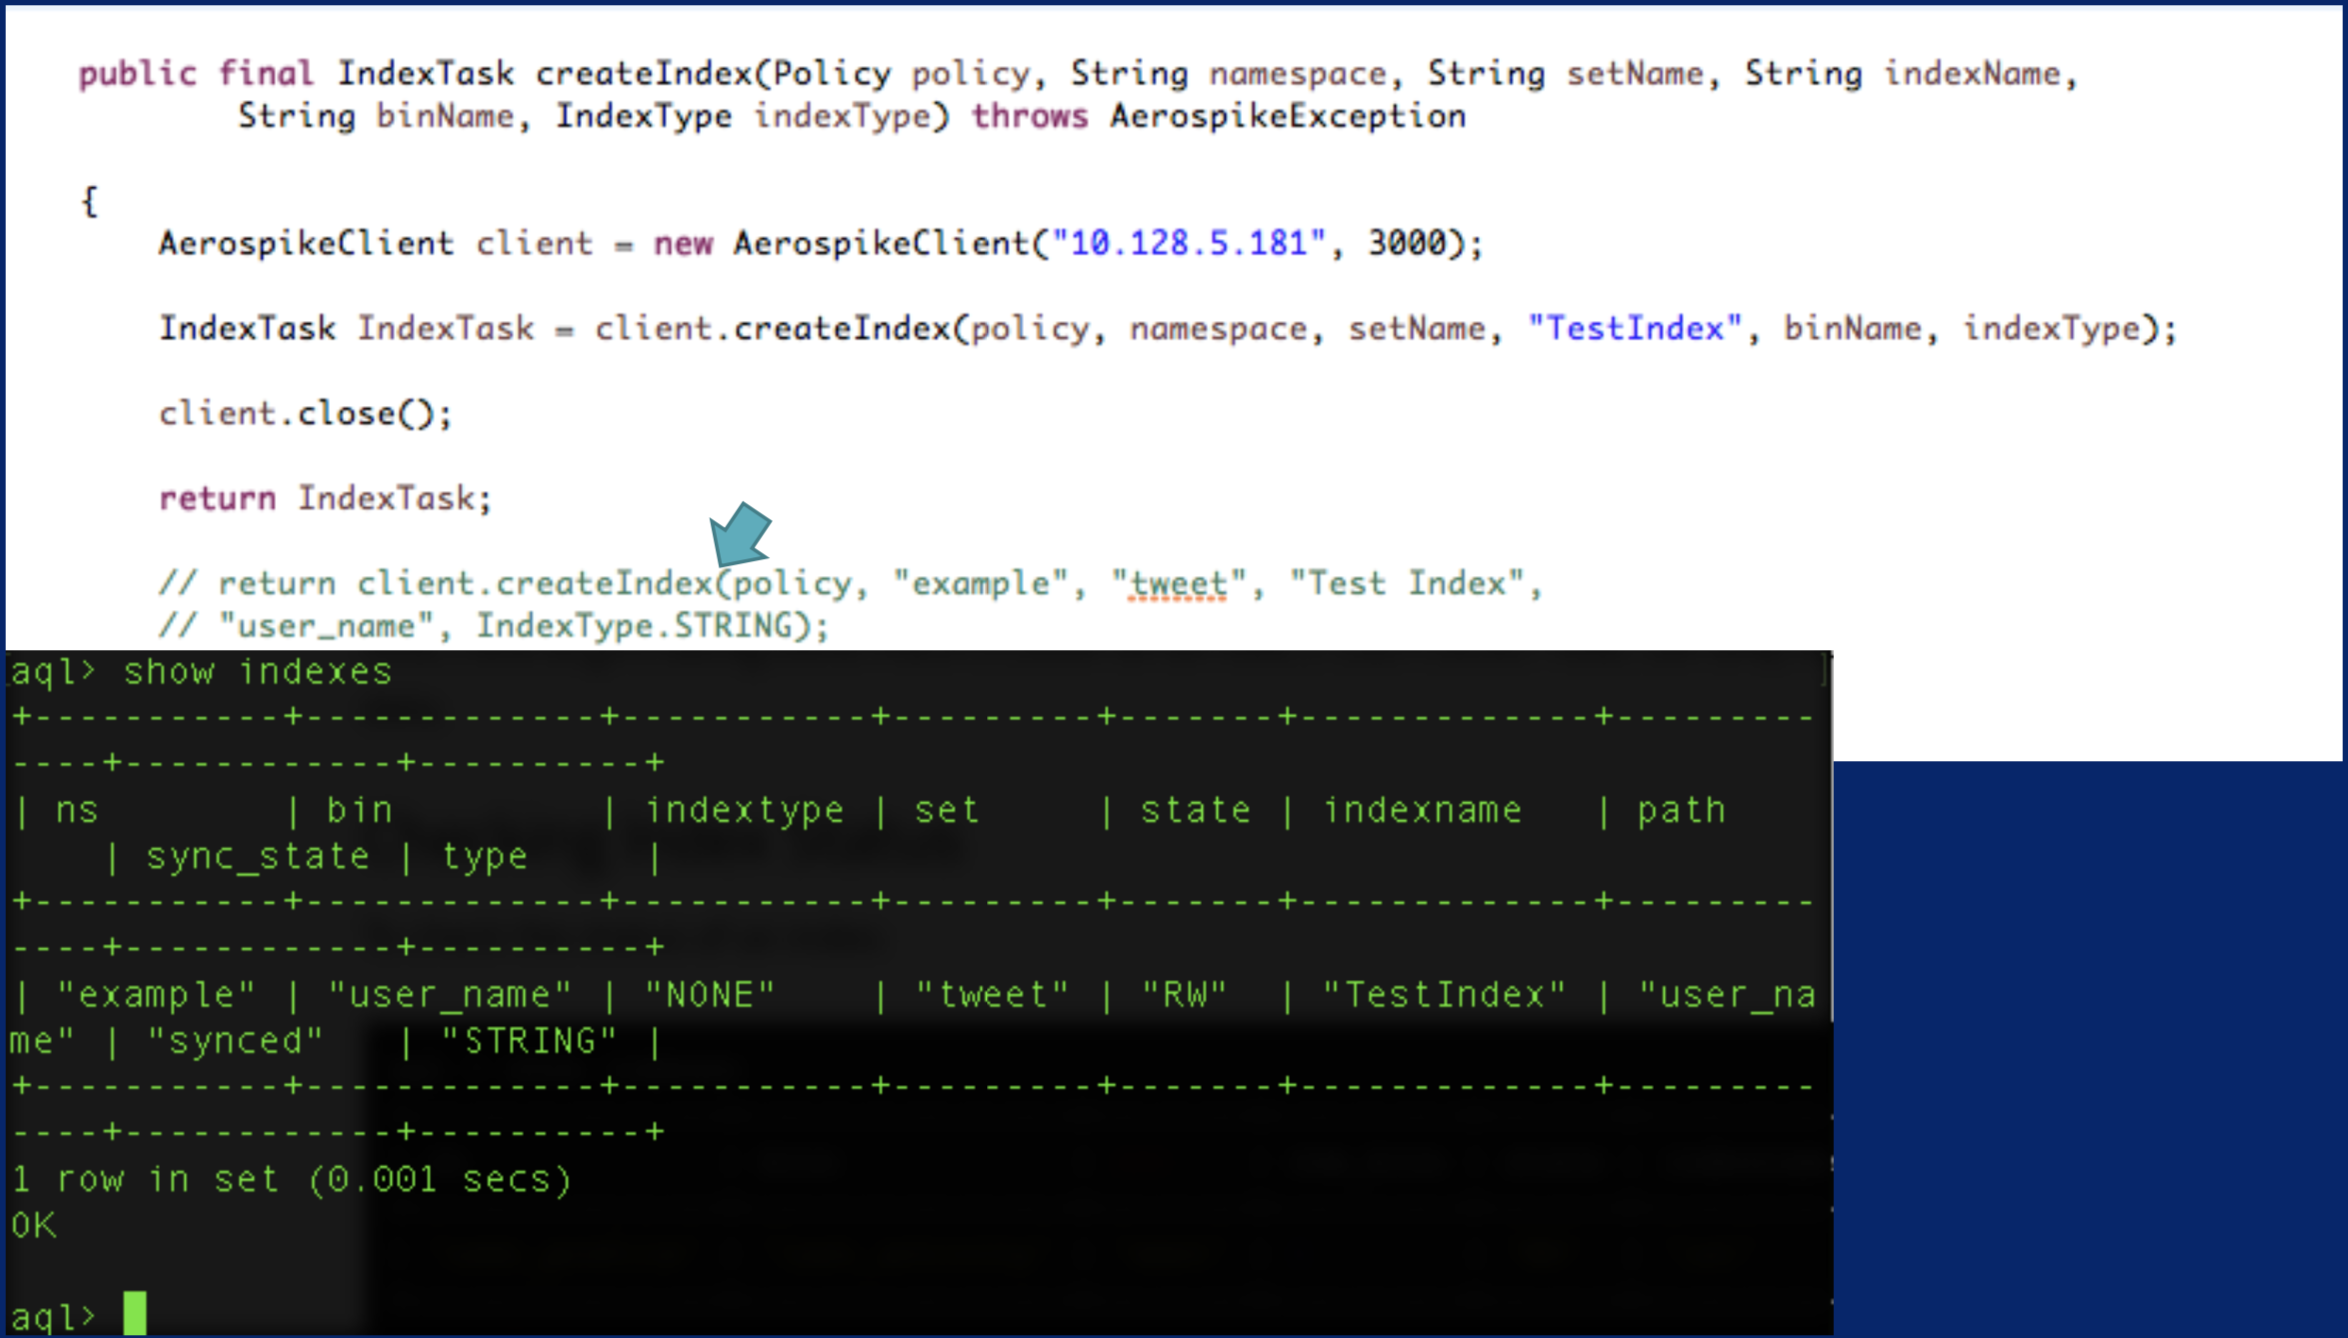 public final IndexTask createIndex(Policy policy, String namespace, String setName, String indexName,
String binName, IndexType indexType) throws AerospikeException
{
AerospikeClient client = new AerospikeClient("10.128.5.181", 3000);
IndexTask IndexTask = client.createIndex(policy, namespace, setName, "TestIndex", binName, indexType);
client.close();
return IndexTask;
// return client.createIndex(policy, "example", "tweet", "Test Index",
// "user_name", IndexType.STRING);
aql> show indexes
+-----------+-------------+-----------+---------+-------+-------------+---------
----+------------+----------+
| ns        | bin         | indextype | set     | state | indexname   | path
    | sync_state | type     |
+-----------+-------------+-----------+---------+-------+-------------+---------
----+------------+----------+
| "example" | "user_name" | "NONE"    | "tweet" | "RW"  | "TestIndex" | "user_na
me" | "synced"   | "STRING" |
+-----------+-------------+-----------+---------+-------+-------------+---------
----+------------+----------+
1 row in set (0.001 secs)
OK
aql>